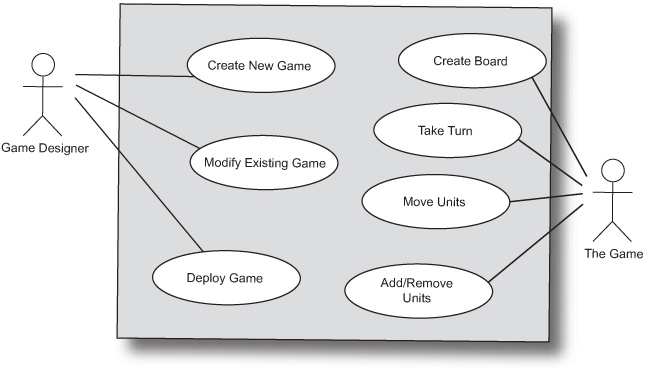 Create New Game
Create Board
Take Turn
Game Designer
Modify Existing Game
Move Units
The Game
Deploy Game
Add/Remove
Units